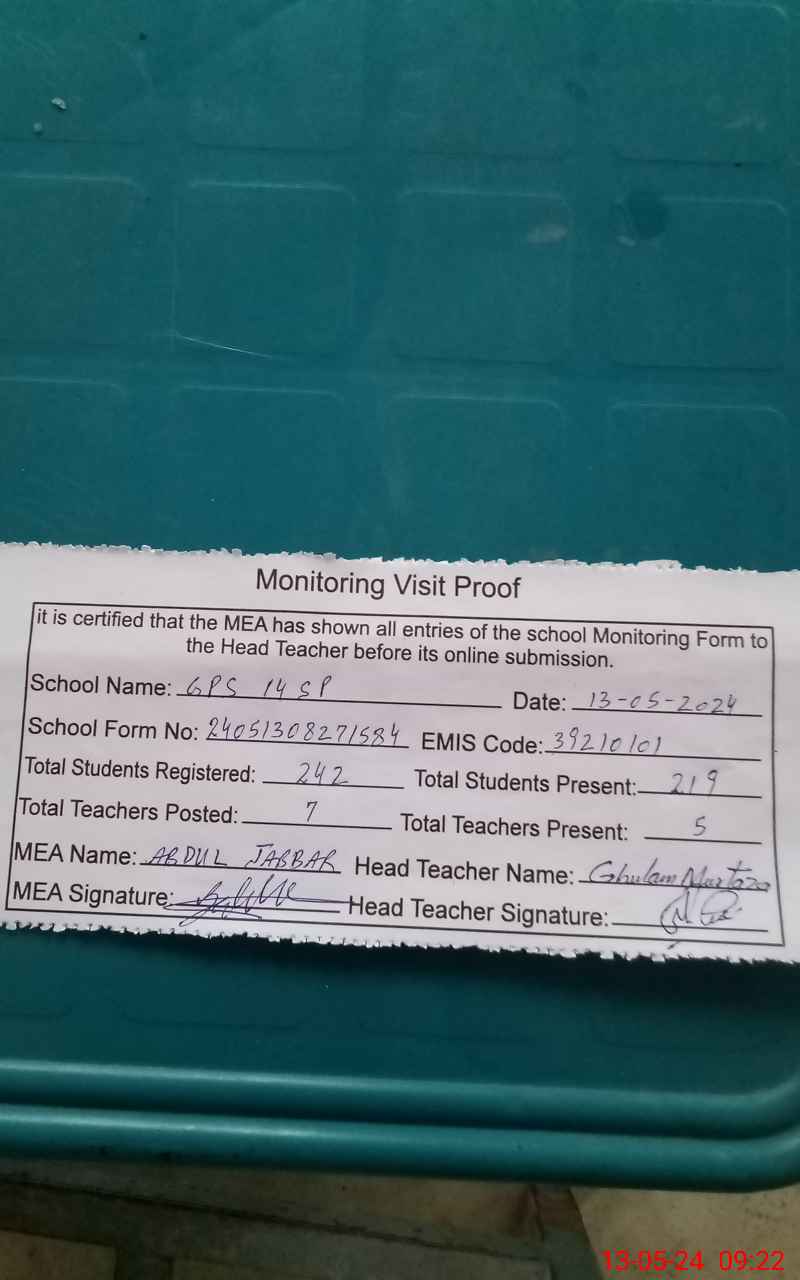 Monitoring Visit Proof
it is certified that the MEA has shown all entries of the school Monitoring Form to
the Head Teacher before its online submission.
School Name: GPS 14 SP Date: 13-05-2024
School Form No: 24051308271584 EMIS Code: 39210101
Total Students Registered: 242 Total Students Present: 219
Total Teachers Posted: 7 Total Teachers Present: 5
MEA Name: ABDUL JABBAR Head Teacher Name: Ghulam Murtaza
MEA Signature: Head Teacher Signature:
13-05-24 09:22